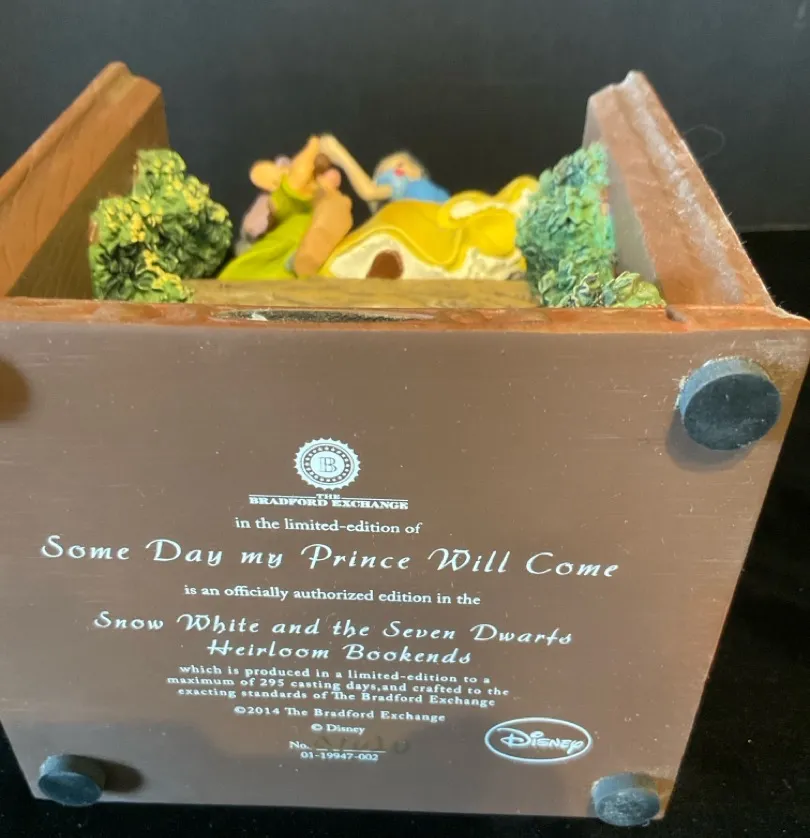 B
THE
BRADFORD EXCHANGE
in the limited-edition of
Some Day my Prince Will Come
is an officially authorized edition in the
Snow White and the Seven Dwarfs
Heirloom Bookends
which is produced in a limited-edition to a
maximum of 295 casting days,and crafted to the
exacting standards of The Bradford Exchange
©2014 The Bradford Exchange
© Disney
No.
01-19947-002
Disney